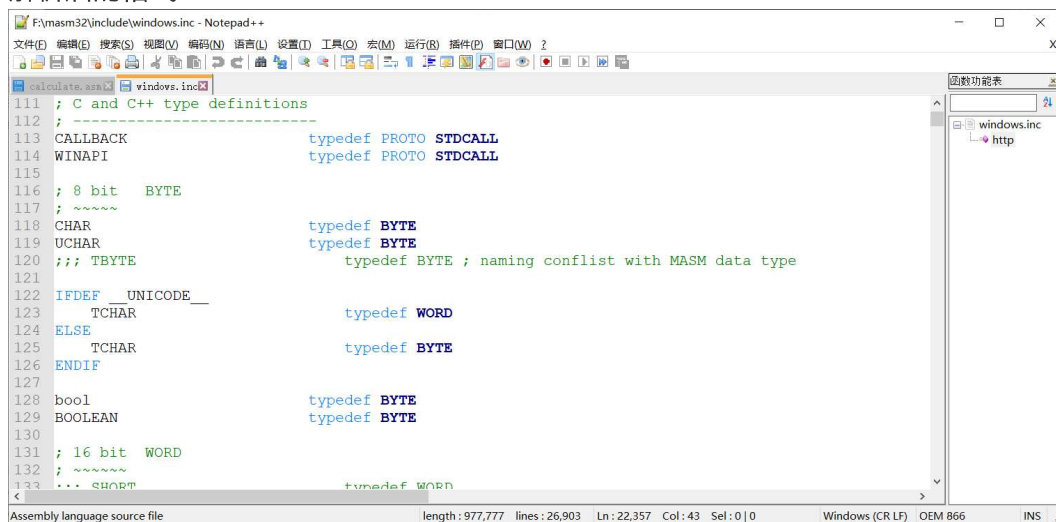 F:\masm32\include\windows.inc - Notepad++
文件(F) 编辑(E) 搜索(S) 视图(V) 编码(N) 语言(L) 设置(T) 工具(O) 宏(M) 运行(R) 插件(P) 窗口(W) ? X
calculate.asm windows.inc
函数功能表
111 ; C and C++ type definitions
112 ; ---------------------------
113 CALLBACK typedef PROTO STDCALL
114 WINAPI typedef PROTO STDCALL
115
116 ; 8 bit BYTE
117 ; ~~~~~
118 CHAR typedef BYTE
119 UCHAR typedef BYTE
120 ;;; TBYTE typedef BYTE ; naming conflist with MASM data type
121
122 IFDEF __UNICODE__
123 TCHAR typedef WORD
124 ELSE
125 TCHAR typedef BYTE
126 ENDIF
127
128 bool typedef BYTE
129 BOOLEAN typedef BYTE
130
131 ; 16 bit WORD
132 ; ~~~~~~
133 ;;; SHORT typedef WORD
windows.inc
http
Assembly language source file length : 977,777 lines : 26,903 Ln : 22,357 Col : 43 Sel : 0 | 0 Windows (CR LF) OEM 866 INS